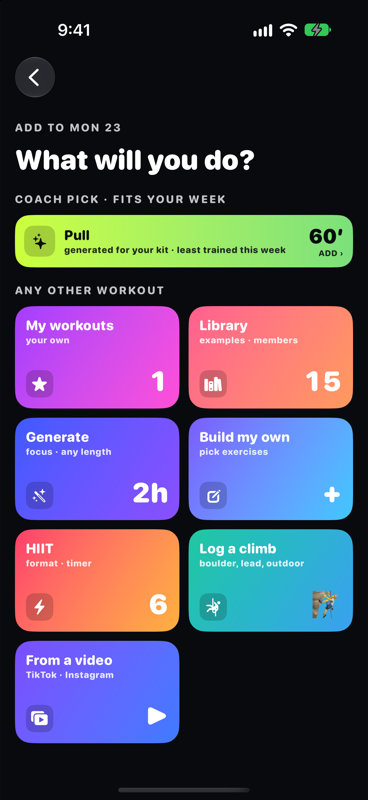 9:41
ADD TO MON 23
What will you do?
COACH PICK · FITS YOUR WEEK
Pull
generated for your kit · least trained this week
60′
ADD ›
ANY OTHER WORKOUT
My workouts
your own
1
Library
examples · members
15
Generate
focus · any length
2h
Build my own
pick exercises
+
HIIT
format · timer
6
Log a climb
boulder, lead, outdoor
From a video
TikTok · Instagram